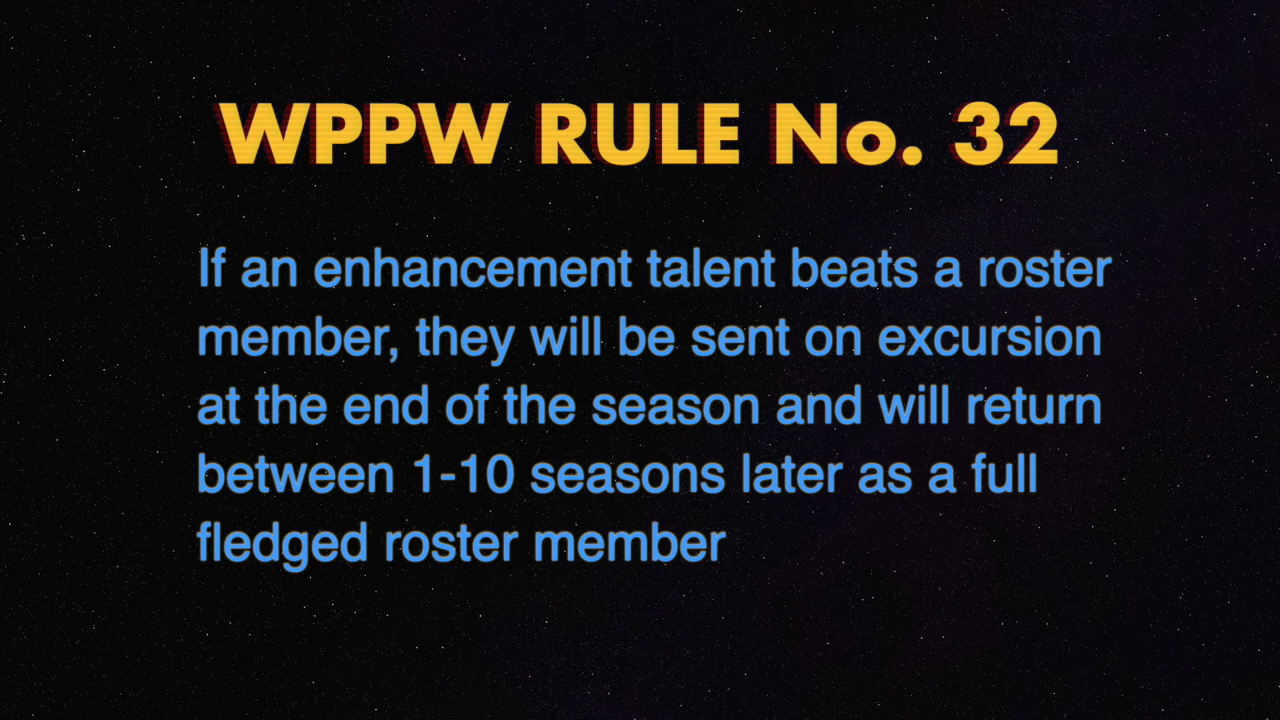 WPPW RULE No. 32
If an enhancement talent beats a roster
member, they will be sent on excursion
at the end of the season and will return
between 1-10 seasons later as a full
fledged roster member